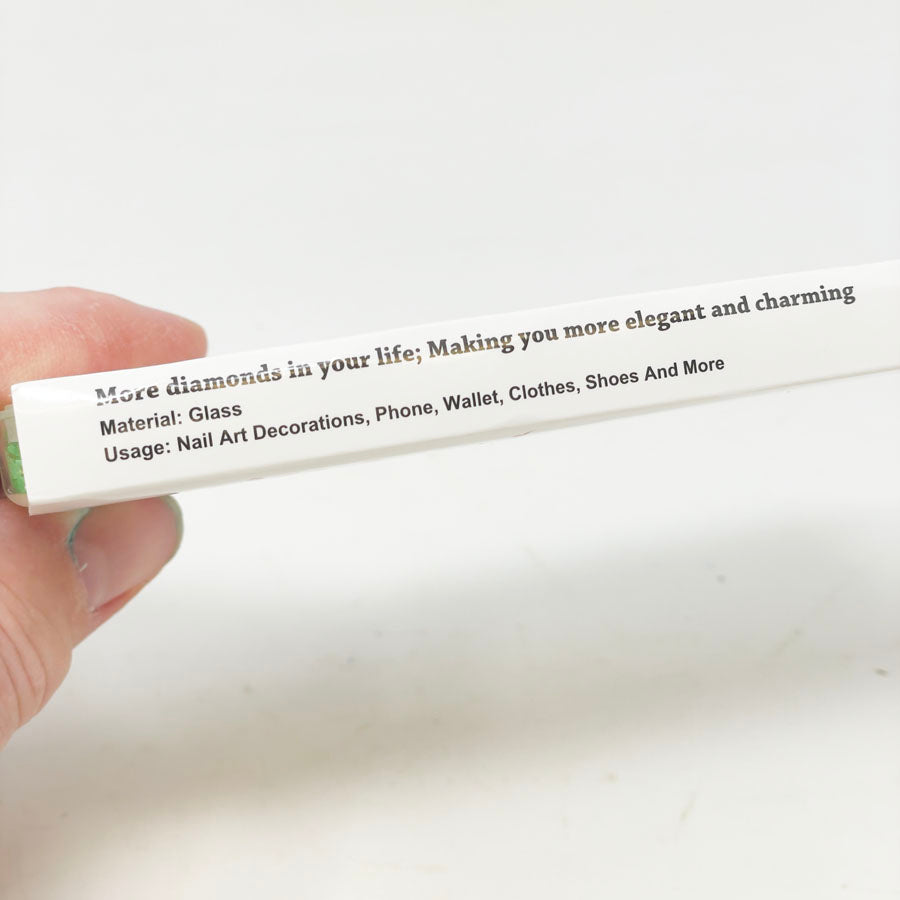 More diamonds in your life; Making you more elegant and charming
Material: Glass
Usage: Nail Art Decorations, Phone, Wallet, Clothes, Shoes And More